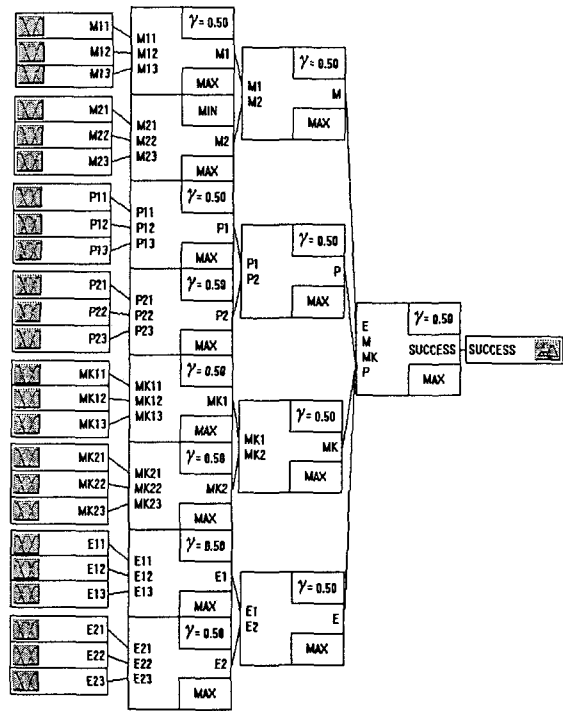 M11
M12
M13
M11
M12
M13
γ = 0.50
M1
MAX
M21
M22
M23
M21
M22
M23
MIN
M2
MAX
M1
M2
γ = 0.50
M
MAX
P11
P12
P13
P11
P12
P13
γ = 0.50
P1
MAX
P21
P22
P23
P21
P22
P23
γ = 0.50
P2
MAX
P1
P2
γ = 0.50
P
MAX
MK11
MK12
MK13
MK11
MK12
MK13
γ = 0.50
MK1
MAX
MK21
MK22
MK23
MK21
MK22
MK23
γ = 0.50
MK2
MAX
MK1
MK2
γ = 0.50
MK
MAX
E11
E12
E13
E11
E12
E13
γ = 0.50
E1
MAX
E21
E22
E23
E21
E22
E23
γ = 0.50
E2
MAX
E1
E2
γ = 0.50
E
MAX
E
M
MK
P
γ = 0.50
SUCCESS
MAX
SUCCESS